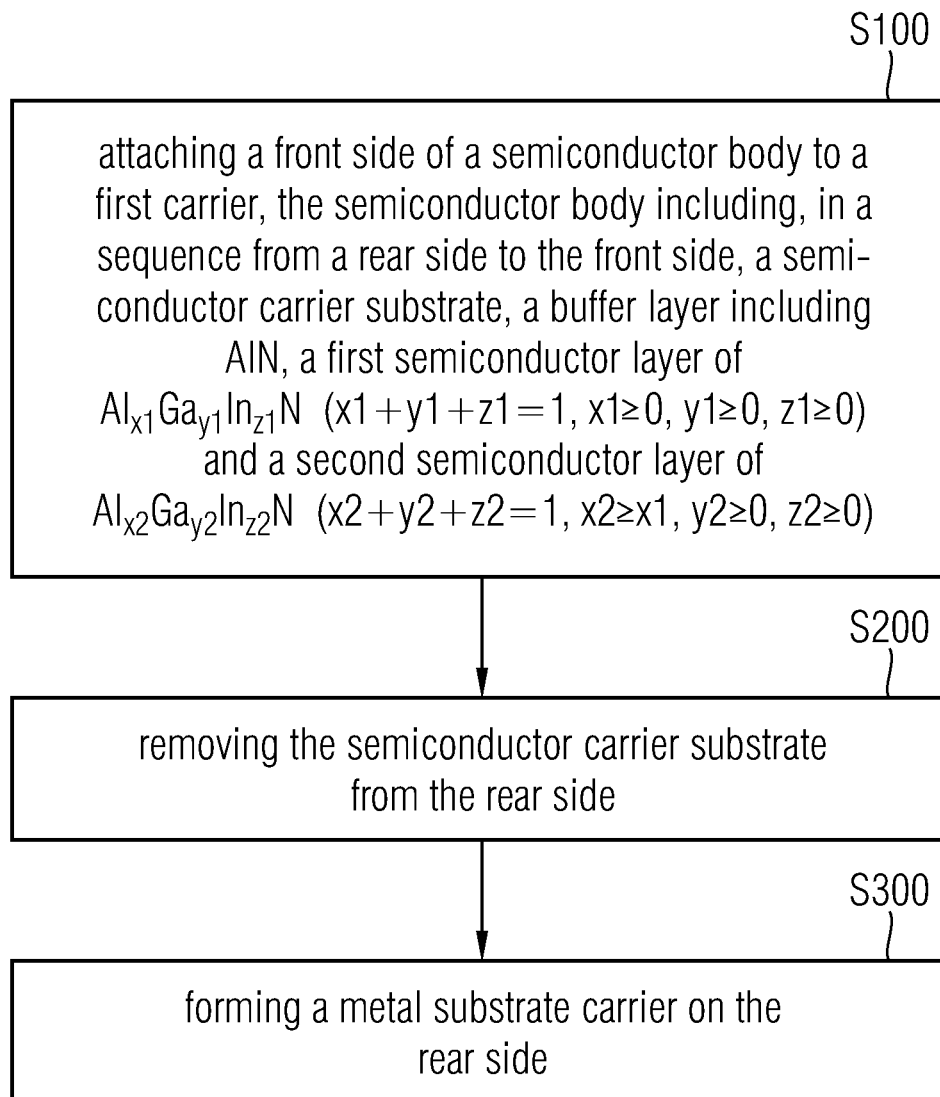 S100
attaching a front side of a semiconductor body to a
first carrier, the semiconductor body including, in a
sequence from a rear side to the front side, a semi-
conductor carrier substrate, a buffer layer including
AlN, a first semiconductor layer of
Alx1Gay1Inz1N (x1+y1+z1=1, x1≥0, y1≥0, z1≥0)
and a second semiconductor layer of
Alx2Gay2Inz2N (x2+y2+z2=1, x2≥x1, y2≥0, z2≥0)
S200
removing the semiconductor carrier substrate
from the rear side
S300
forming a metal substrate carrier on the
rear side